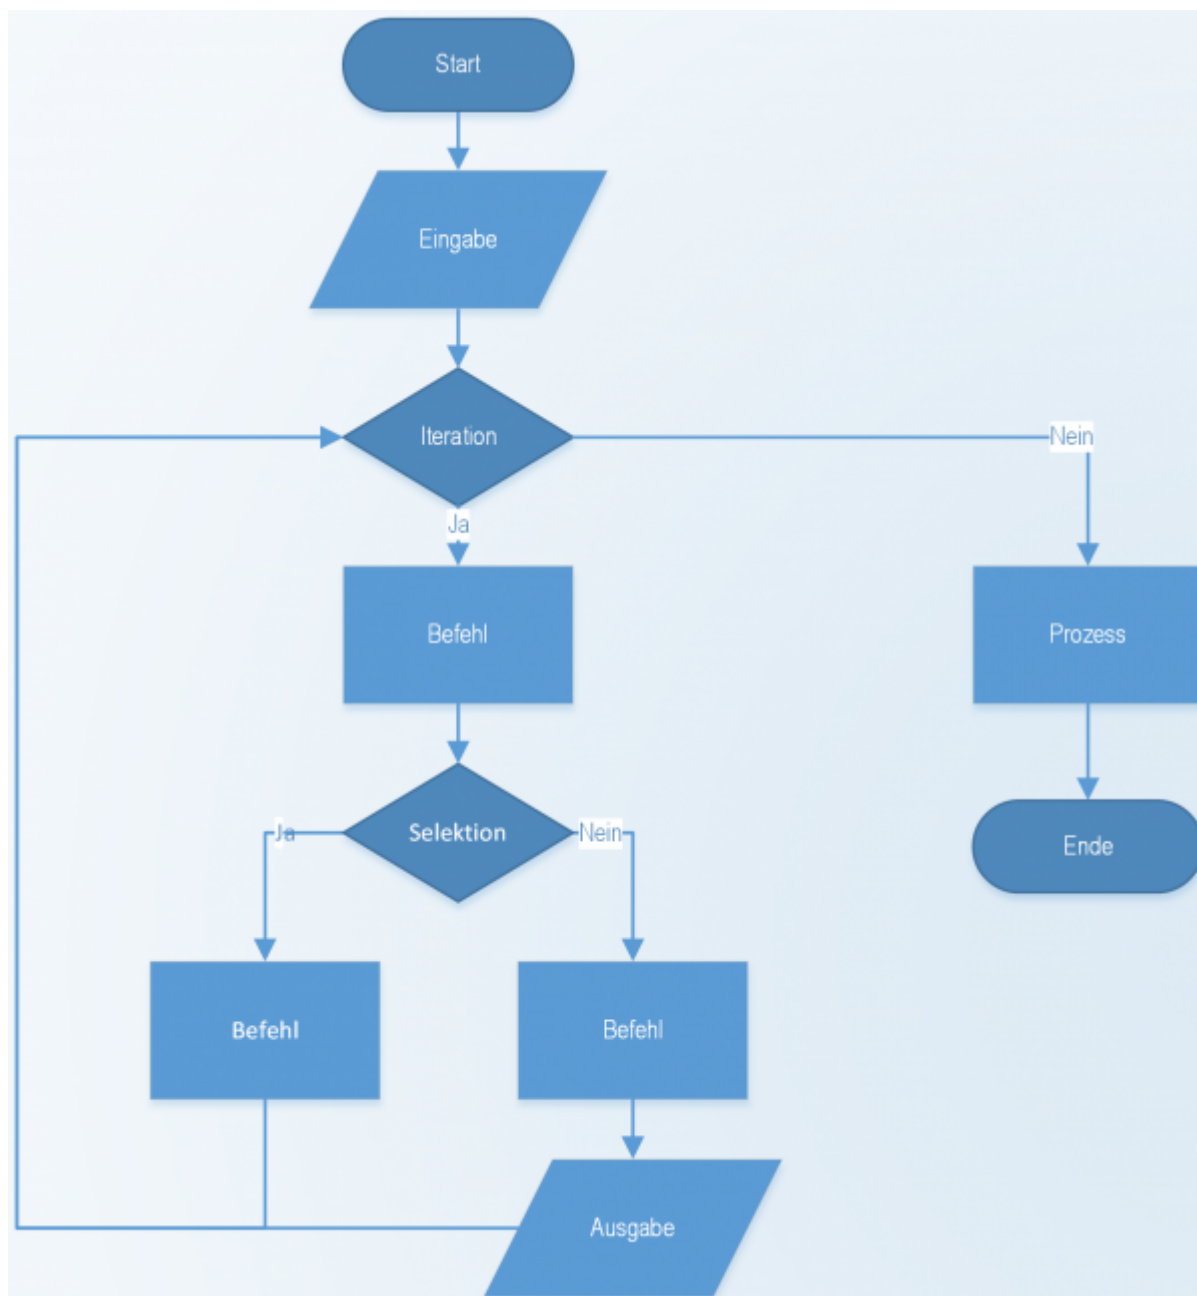 Start
Eingabe
Iteration
Nein
Ja
Befehl
Prozess
Selektion
Ja
Nein
Ende
Befehl
Befehl
Ausgabe